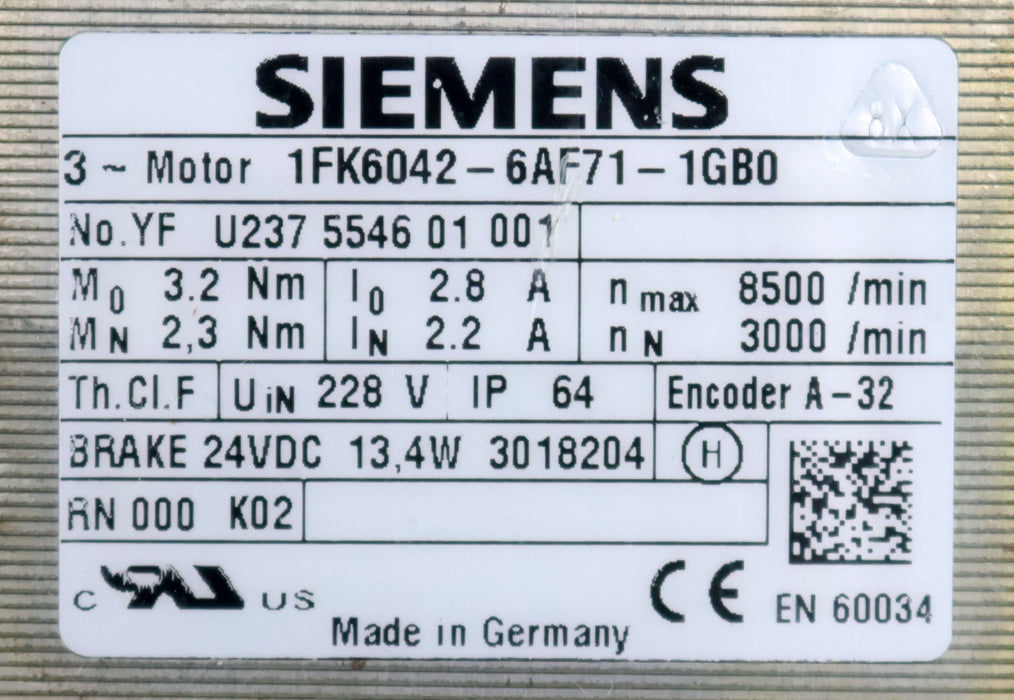 SIEMENS
3 ~ Motor 1FK6042-6AF71-1GB0
No.YF U237 5546 01 001
M0 3.2 Nm I0 2.8 A n max 8500 /min
MN 2,3 Nm IN 2.2 A n N 3000 /min
Th.Cl.F UiN 228 V IP 64 Encoder A-32
BRAKE 24VDC 13,4W 3018204 H
RN 000 K02
C US CE EN 60034
Made in Germany